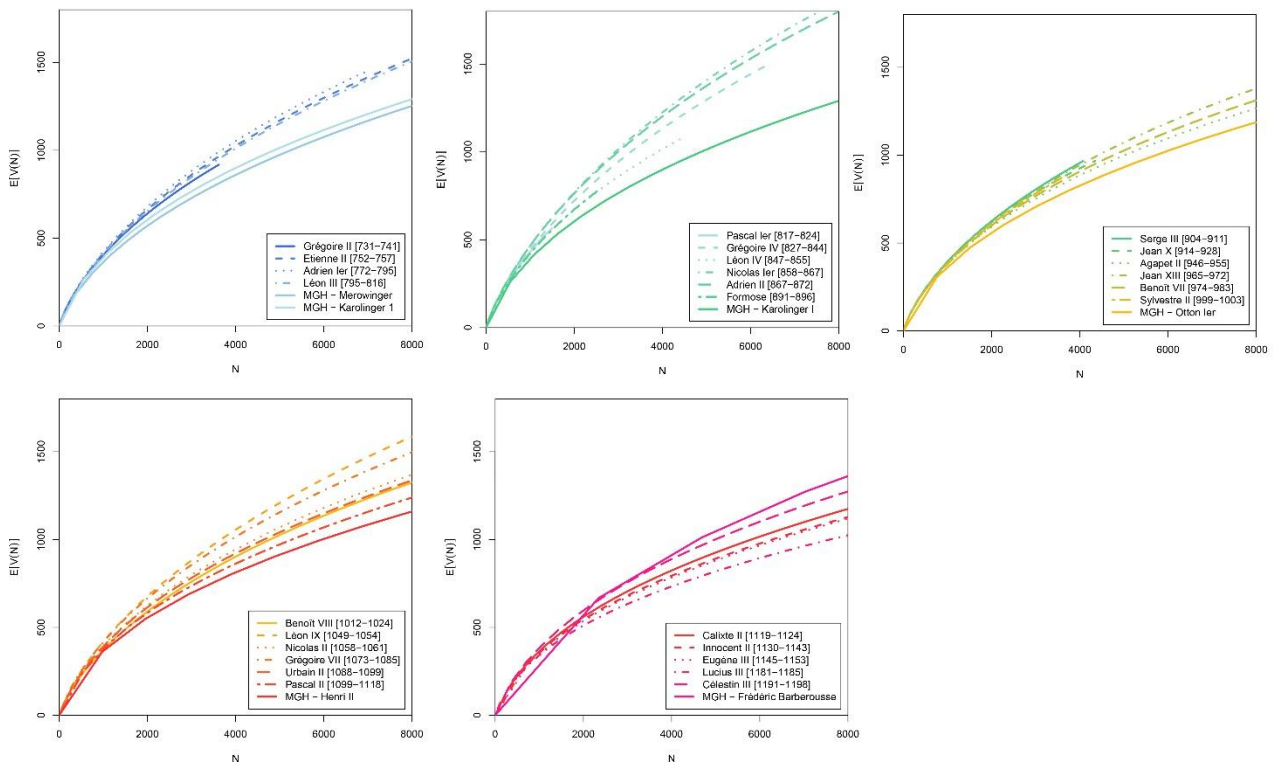 E[V(N)]
1500
1000
500
0
Grégoire II [731–741]
Etienne II [752–757]
Adrien Ier [772–795]
Léon III [795–816]
MGH – Merowinger
MGH – Karolinger 1
0 2000 4000 6000 8000
N
E[V(N)]
1500
1000
500
0
Pascal Ier [817–824]
Grégoire IV [827–844]
Léon IV [847–855]
Nicolas Ier [858–867]
Adrien II [867–872]
Formose [891–896]
MGH – Karolinger I
0 2000 4000 6000 8000
N
E[V(N)]
1500
1000
500
0
Serge III [904–911]
Jean X [914–928]
Agapet II [946–955]
Jean XIII [965–972]
Benoît VII [974–983]
Sylvestre II [999–1003]
MGH – Otton Ier
0 2000 4000 6000 8000
N
E[V(N)]
1500
1000
500
0
Benoît VIII [1012–1024]
Léon IX [1049–1054]
Nicolas II [1058–1061]
Grégoire VII [1073–1085]
Urbain II [1088–1099]
Pascal II [1099–1118]
MGH – Henri II
0 2000 4000 6000 8000
N
E[V(N)]
1500
1000
500
0
Calixte II [1119–1124]
Innocent II [1130–1143]
Eugène III [1145–1153]
Lucius III [1181–1185]
Célestin III [1191–1198]
MGH – Frédéric Barberousse
0 2000 4000 6000 8000
N